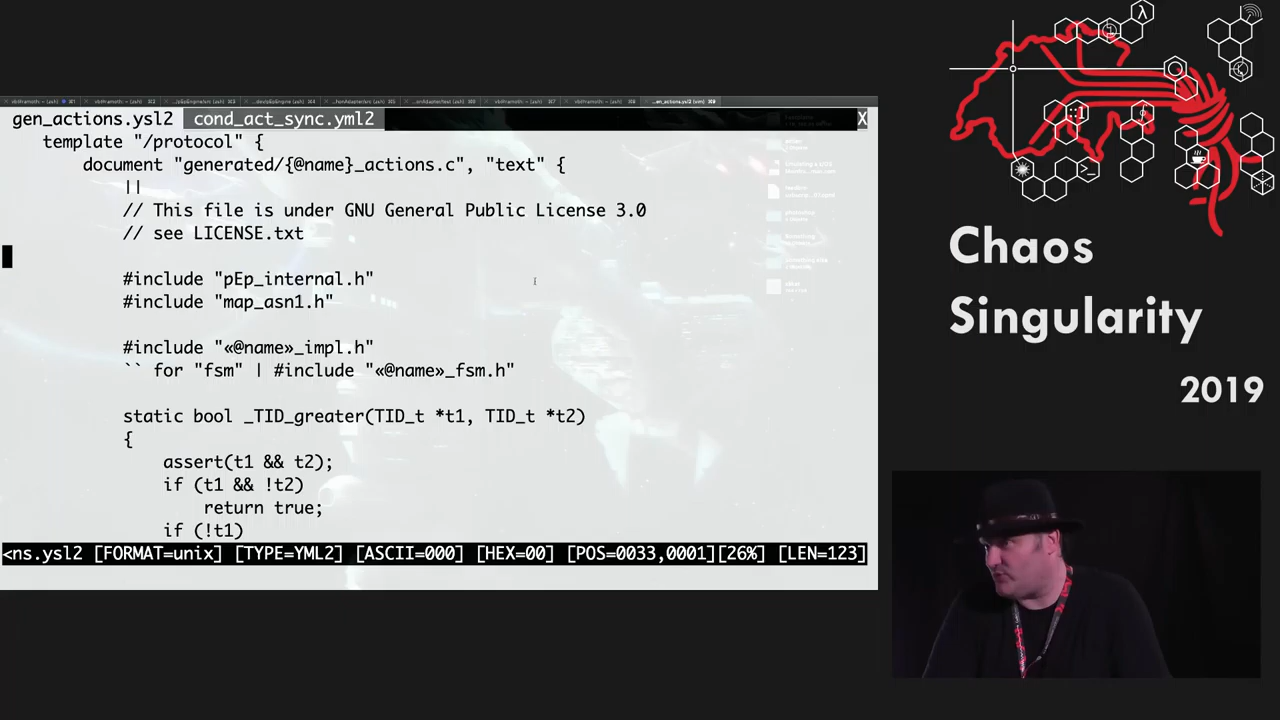 gen_actions.ysl2 cond_act_sync.yml2 X
template "/protocol" {
document "generated/{@name}_actions.c", "text" {
||
// This file is under GNU General Public License 3.0
// see LICENSE.txt
#include "pEp_internal.h"
#include "map_asn1.h"
#include "«@name»_impl.h"
`` for "fsm" | #include "«@name»_fsm.h"
static bool _TID_greater(TID_t *t1, TID_t *t2)
{
assert(t1 && t2);
if (t1 && !t2)
return true;
if (!t1)
<ns.ysl2 [FORMAT=unix] [TYPE=YML2] [ASCII=000] [HEX=00] [POS=0033,0001][26%] [LEN=123]
Chaos
Singularity
2019